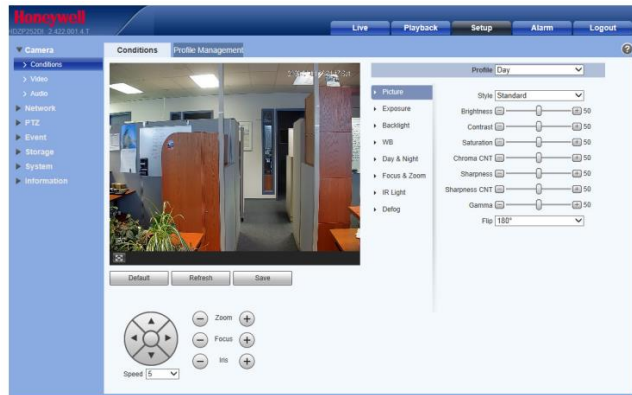 Honeywell
Live Playback Setup Alarm Logout
Camera
Conditions
Video
Audio
Network
PTZ
Event
Storage
System
Information
Conditions Profile Management
Profile Day
Picture
Exposure
Backlight
WB
Day & Night
Focus & Zoom
IR Light
Defog
Style Standard
Brightness 50
Contrast 50
Saturation 50
Chroma CNT 50
Sharpness 50
Sharpness CNT 50
Gamma 50
Flip 180°
Default Refresh Save
Zoom
Focus
Iris
Speed 5